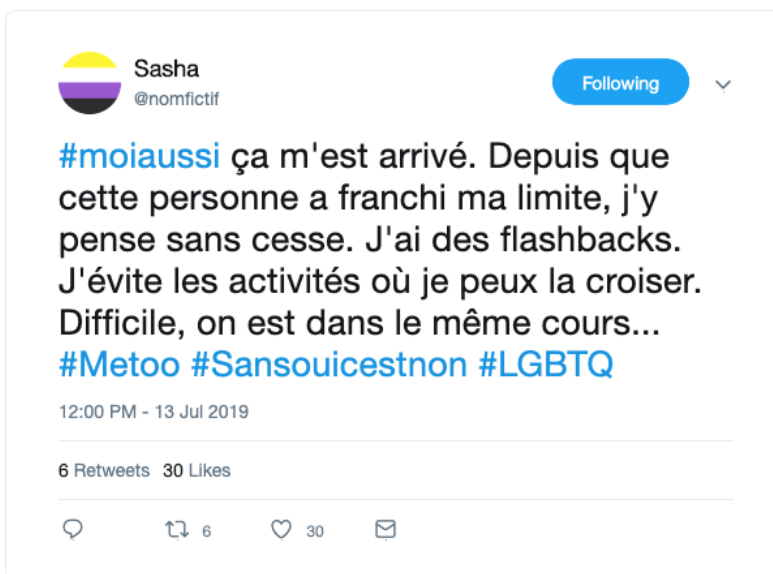 Sasha
@nomfictif
Following
#moiaussi ça m'est arrivé. Depuis que
cette personne a franchi ma limite, j'y
pense sans cesse. J'ai des flashbacks.
J'évite les activités où je peux la croiser.
Difficile, on est dans le même cours...
#Metoo #Sansouicestnon #LGBTQ
12:00 PM - 13 Jul 2019
6 Retweets 30 Likes
6 30